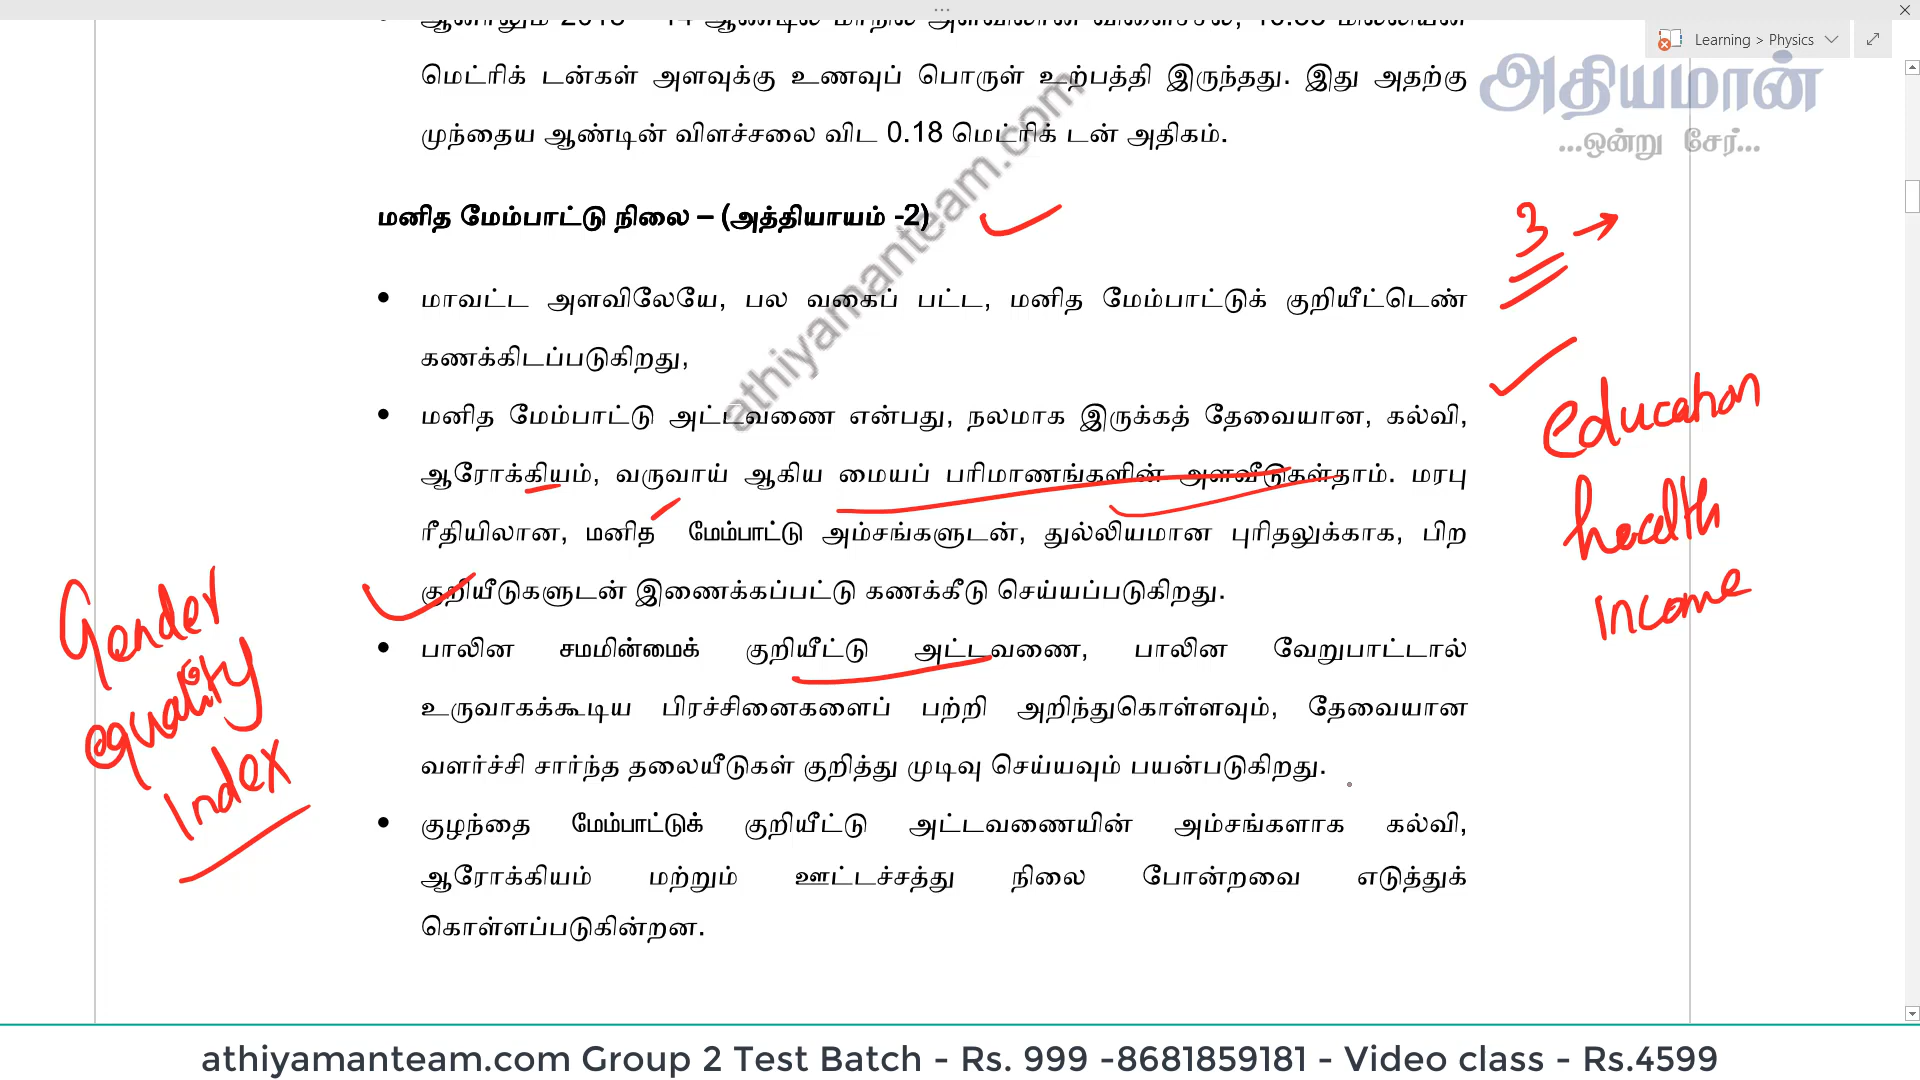 Learning > Physics
அதியமான்
...ஒன்று சேர்...
மெட்ரிக் டன்கள் அளவுக்கு உணவுப் பொருள் உற்பத்தி இருந்தது. இது அதற்கு
முந்தைய ஆண்டின் விளச்சலை விட 0.18 மெட்ரிக் டன் அதிகம்.
மனித மேம்பாட்டு நிலை – (அத்தியாயம் -2)
3 →
• மாவட்ட அளவிலேயே, பல வகைப் பட்ட, மனித மேம்பாட்டுக் குறியீட்டெண்
கணக்கிடப்படுகிறது,
• மனித மேம்பாட்டு அட்டவணை என்பது, நலமாக இருக்கத் தேவையான, கல்வி,
ஆரோக்கியம், வருவாய் ஆகிய மையப் பரிமாணங்களின் அளவீடுகள்தாம். மரபு
ரீதியிலான, மனித மேம்பாட்டு அம்சங்களுடன், துல்லியமான புரிதலுக்காக, பிற
குறியீடுகளுடன் இணைக்கப்பட்டு கணக்கீடு செய்யப்படுகிறது.
education
health
income
• பாலின சமமின்மைக் குறியீட்டு அட்டவணை, பாலின வேறுபாட்டால்
உருவாகக்கூடிய பிரச்சினைகளைப் பற்றி அறிந்துகொள்ளவும், தேவையான
வளர்ச்சி சார்ந்த தலையீடுகள் குறித்து முடிவு செய்யவும் பயன்படுகிறது.
Gender
equality
Index
• குழந்தை மேம்பாட்டுக் குறியீட்டு அட்டவணையின் அம்சங்களாக கல்வி,
ஆரோக்கியம் மற்றும் ஊட்டச்சத்து நிலை போன்றவை எடுத்துக்
கொள்ளப்படுகின்றன.
athiyamanteam.com
athiyamanteam.com Group 2 Test Batch - Rs. 999 -8681859181 - Video class - Rs.4599